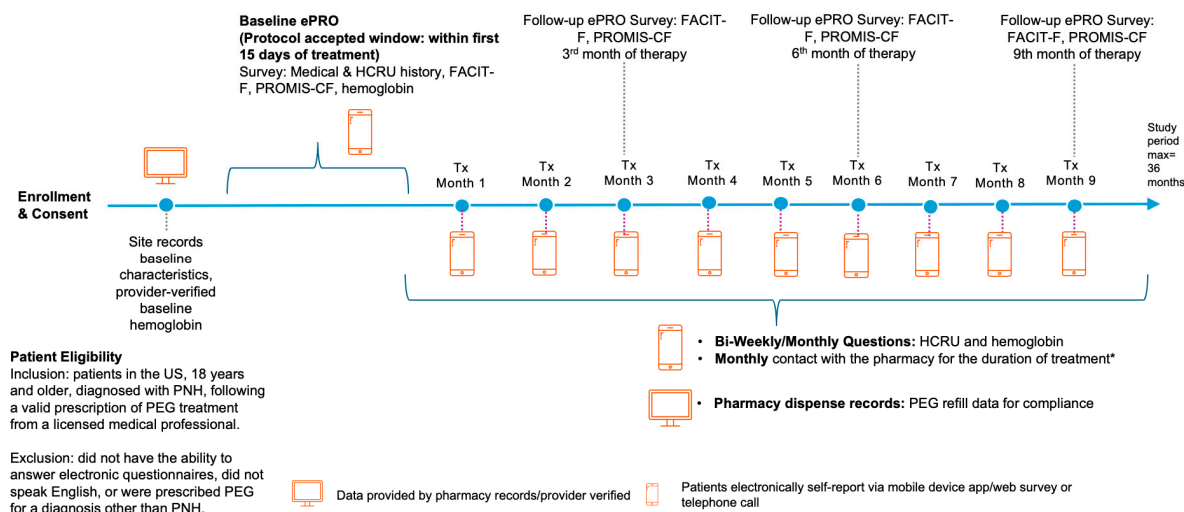 Baseline ePRO
(Protocol accepted window: within first
15 days of treatment)
Survey: Medical & HCRU history, FACIT-
F, PROMIS-CF, hemoglobin
Follow-up ePRO Survey: FACIT-
F, PROMIS-CF
3rd month of therapy
Follow-up ePRO Survey: FACIT-
F, PROMIS-CF
6th month of therapy
Follow-up ePRO Survey:
FACIT-F, PROMIS-CF
9th month of therapy
Study
period
max=
36
months
Tx
Month 1
Tx
Month 2
Tx
Month 3
Tx
Month 4
Tx
Month 5
Tx
Month 6
Tx
Month 7
Tx
Month 8
Tx
Month 9
Enrollment
& Consent
Site records
baseline
characteristics,
provider-verified
baseline
hemoglobin
• Bi-Weekly/Monthly Questions: HCRU and hemoglobin
• Monthly contact with the pharmacy for the duration of treatment*
• Pharmacy dispense records: PEG refill data for compliance
Patient Eligibility
Inclusion: patients in the US, 18 years
and older, diagnosed with PNH, following
a valid prescription of PEG treatment
from a licensed medical professional.
Exclusion: did not have the ability to
answer electronic questionnaires, did not
speak English, or were prescribed PEG
for a diagnosis other than PNH.
Data provided by pharmacy records/provider verified
Patients electronically self-report via mobile device app/web survey or
telephone call